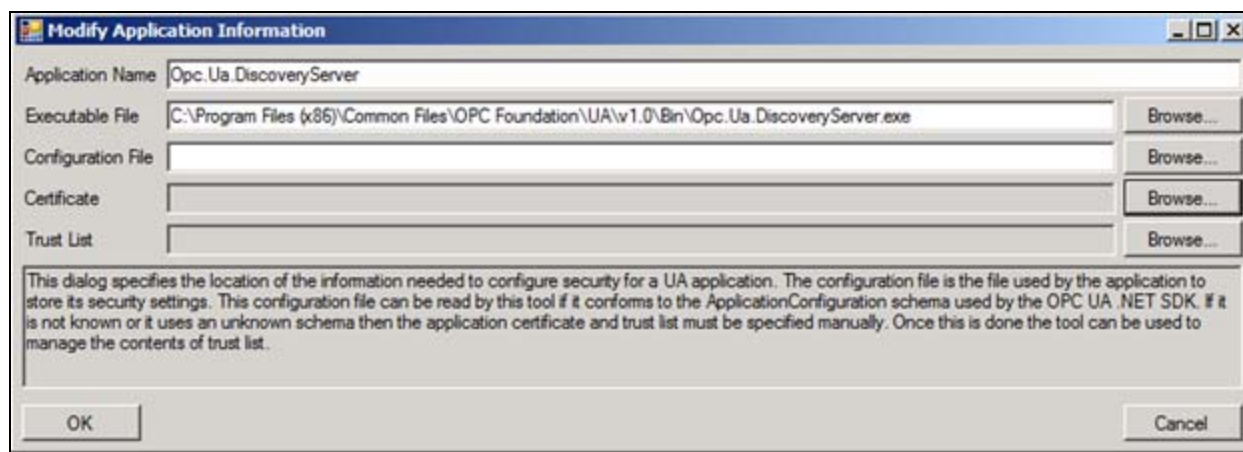 Modify Application Information
Application Name Opc.Ua.DiscoveryServer
Executable File C:\Program Files (x86)\Common Files\OPC Foundation\UA\v1.0\Bin\Opc.Ua.DiscoveryServer.exe Browse...
Configuration File Browse...
Certificate Browse...
Trust List Browse...
This dialog specifies the location of the information needed to configure security for a UA application. The configuration file is the file used by the application to
store its security settings. This configuration file can be read by this tool if it conforms to the ApplicationConfiguration schema used by the OPC UA .NET SDK. If it
is not known or it uses an unknown schema then the application certificate and trust list must be specified manually. Once this is done the tool can be used to
manage the contents of trust list.
OK Cancel